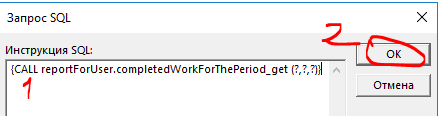 Запрос SQL
2
Инструкция SQL:
OK
{CALL reportForUser.completedWorkForThePeriod_get (?,?,?)}
1
Отмена